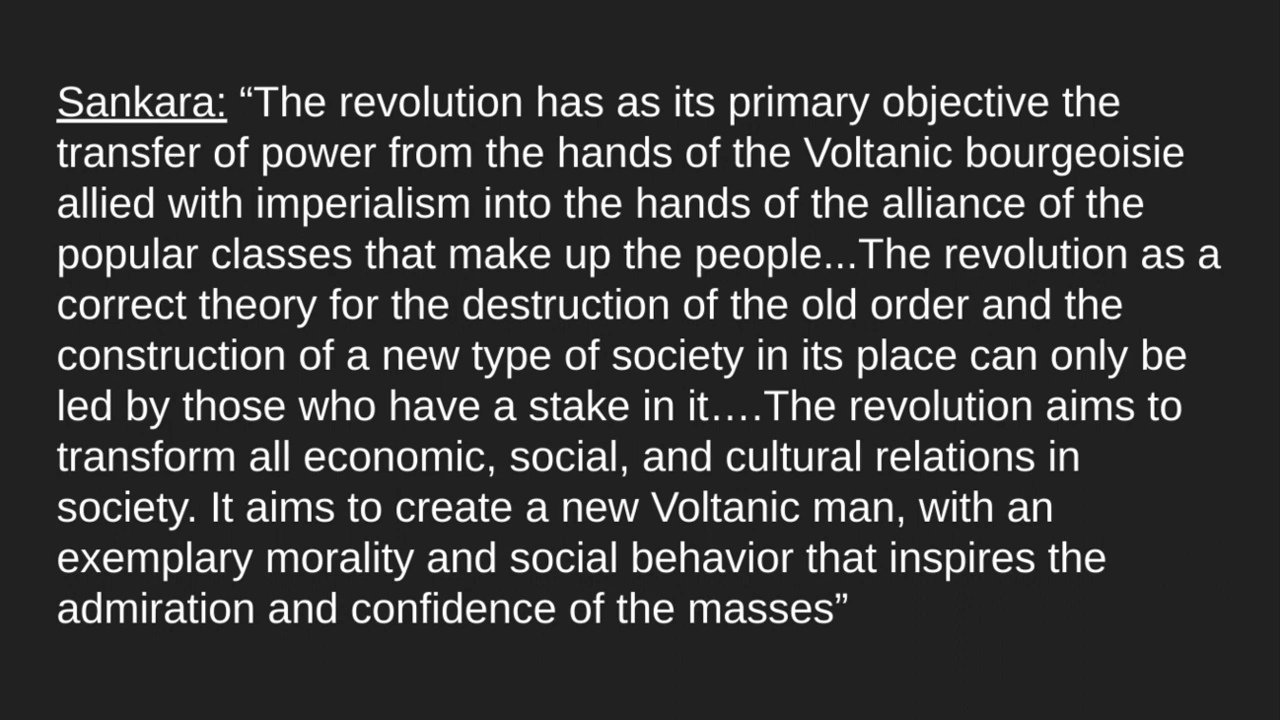 Sankara: “The revolution has as its primary objective the
transfer of power from the hands of the Voltanic bourgeoisie
allied with imperialism into the hands of the alliance of the
popular classes that make up the people...The revolution as a
correct theory for the destruction of the old order and the
construction of a new type of society in its place can only be
led by those who have a stake in it….The revolution aims to
transform all economic, social, and cultural relations in
society. It aims to create a new Voltanic man, with an
exemplary morality and social behavior that inspires the
admiration and confidence of the masses”